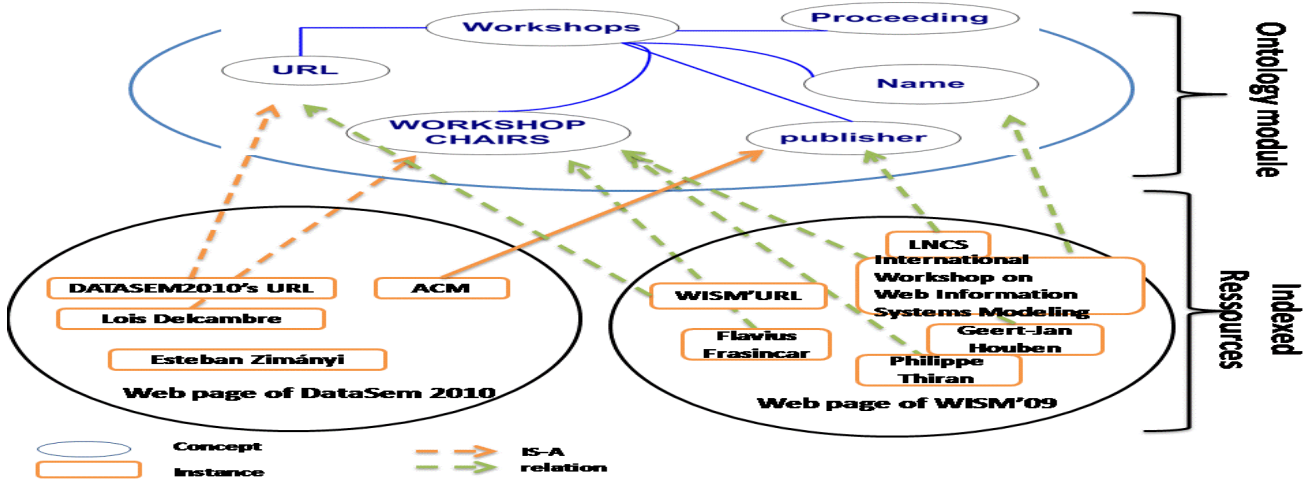 Workshops
Proceeding
URL
Name
WORKSHOP
CHAIRS
publisher
Ontology module
LNCS
International
Workshop on
Web Information
Systems Modeling
DATASEM2010's URL
ACM
WISM'URL
Lois Delcambre
Flavius
Frasincar
Geert-Jan
Houben
Esteban Zimányi
Philippe
Thiran
Web page of DataSem 2010
Web page of WISM'09
Indexed
Ressources
Concept
IS-A
Instance
relation